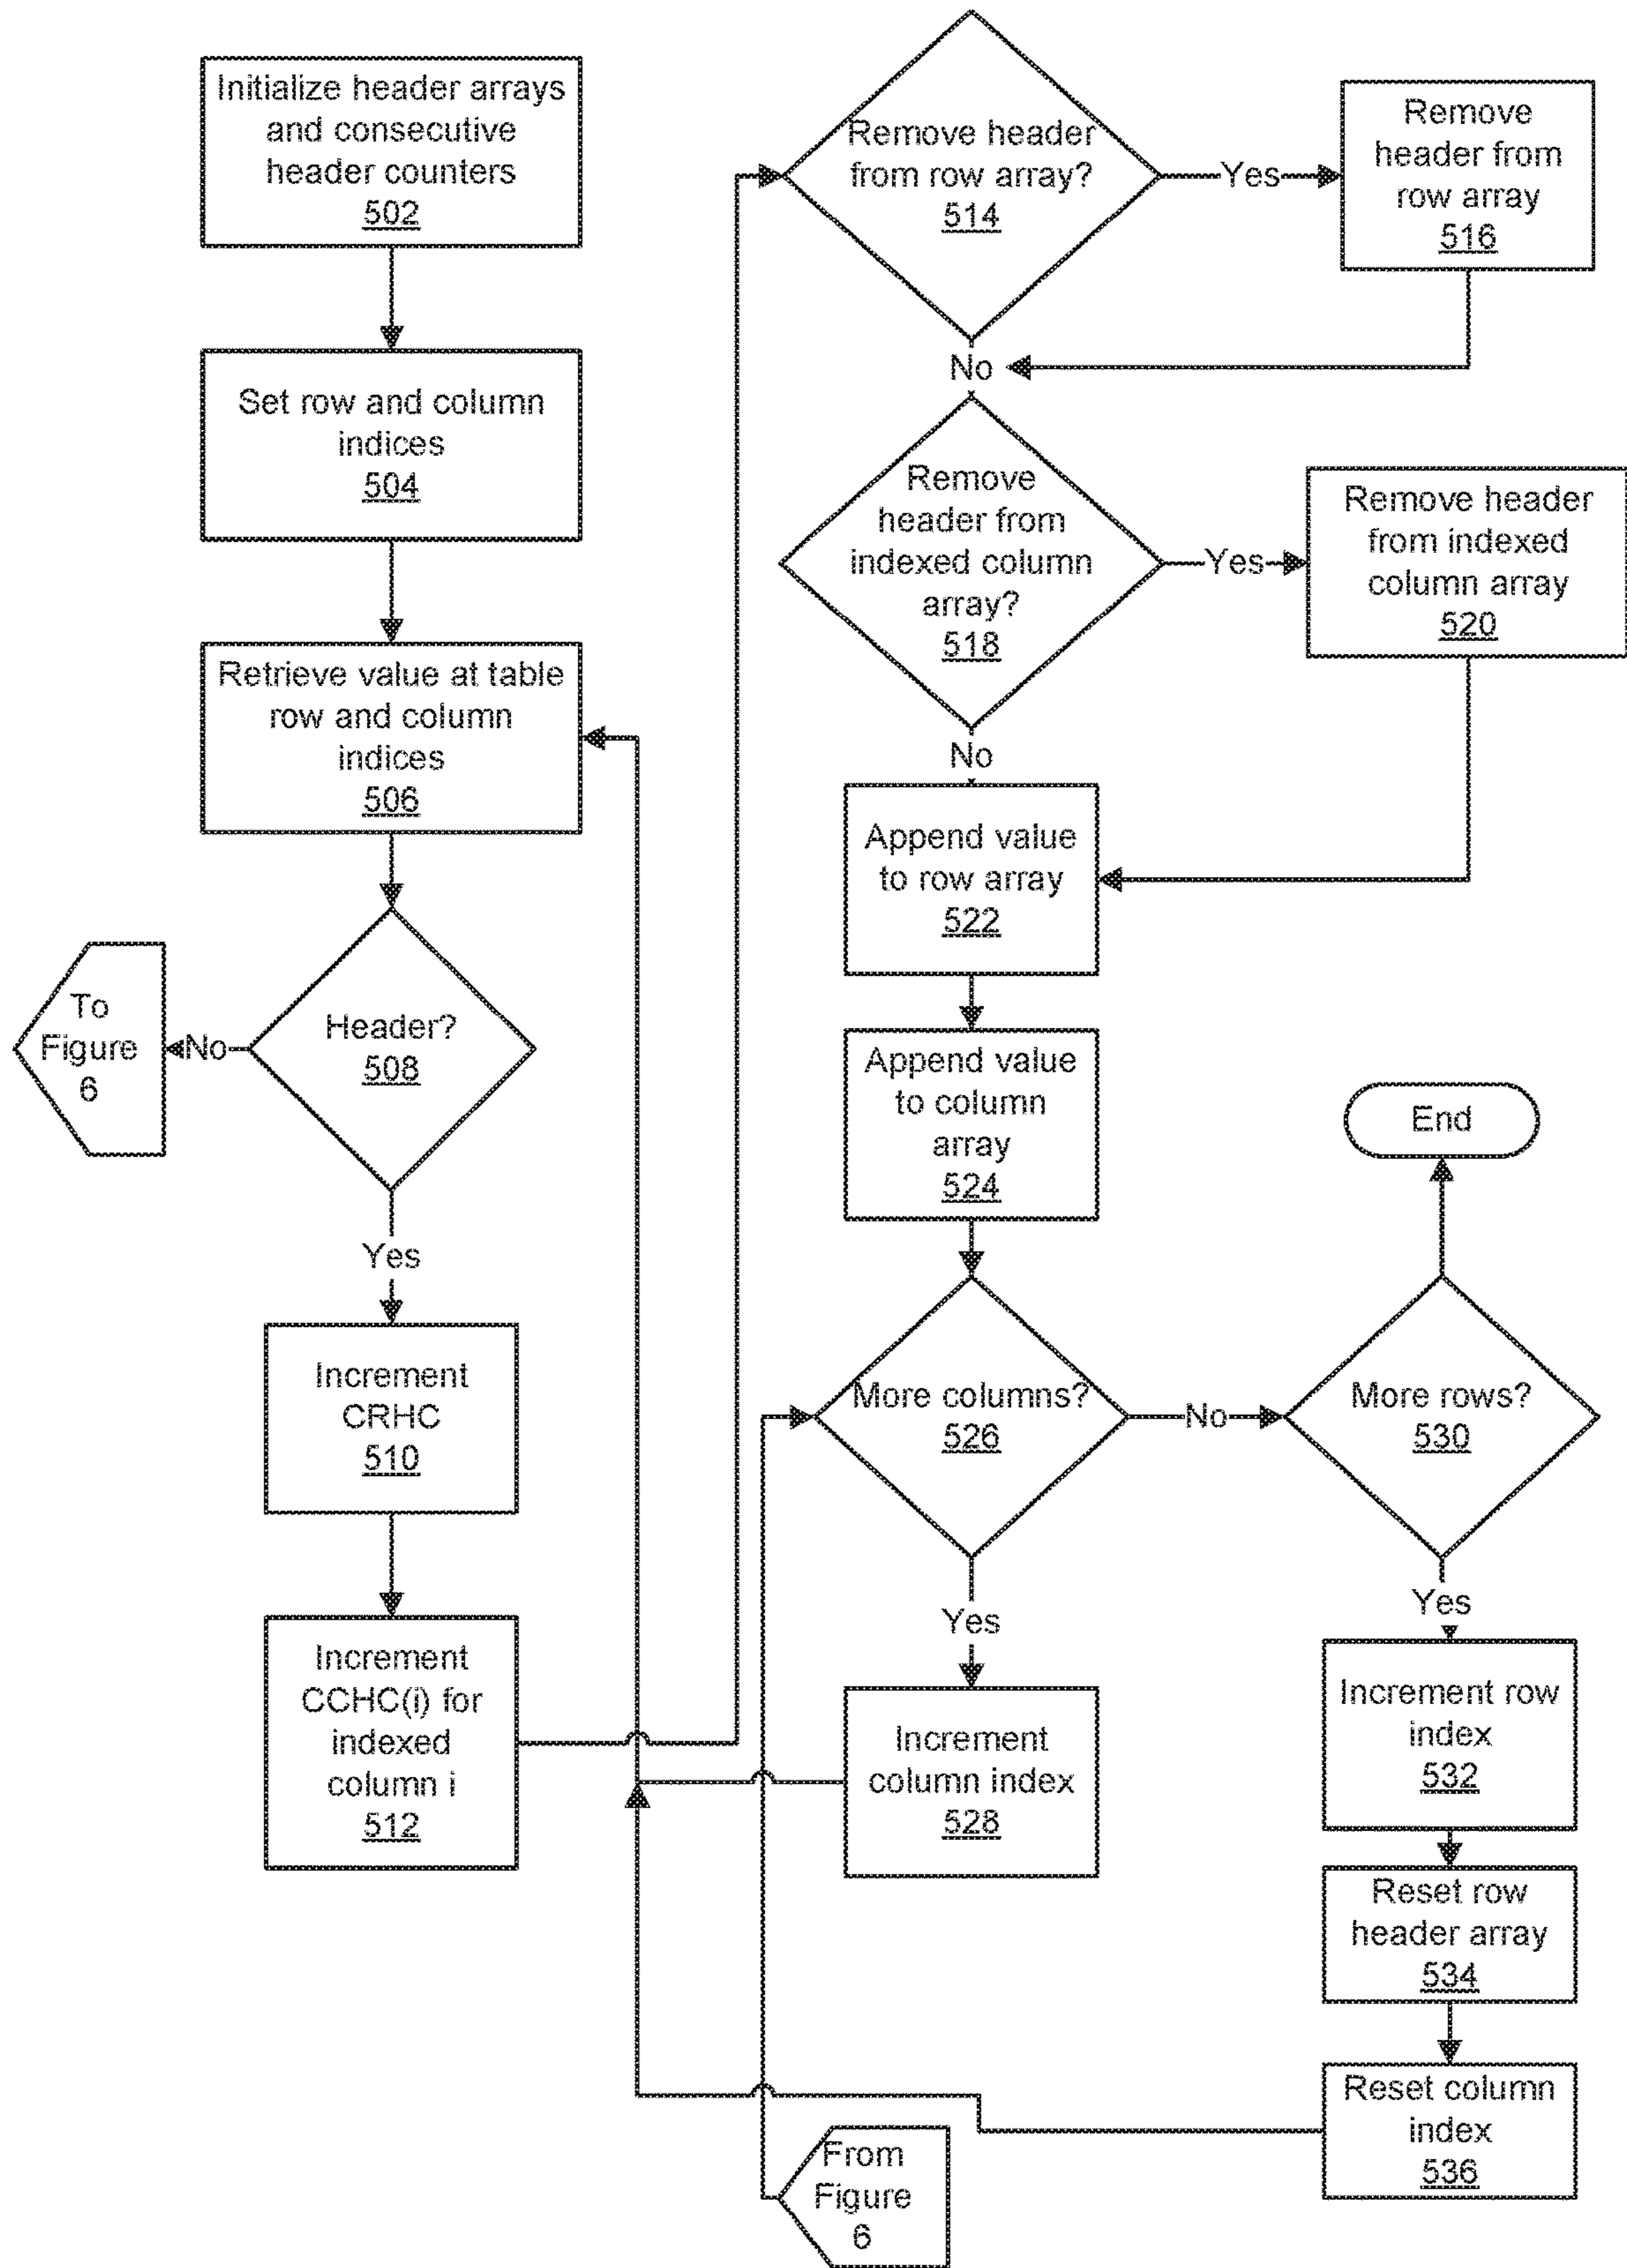 Initialize header arrays
and consecutive
header counters
502
Set row and column
indices
504
Retrieve value at table
row and column
indices
506
Header?
508
No
To
Figure
6
Yes
Increment
CRHC
510
Increment
CCHC(i) for
indexed
column i
512
Remove header
from row array?
514
Yes
Remove
header from
row array
516
No
Remove
header from
indexed column
array?
518
Yes
Remove header
from indexed
column array
520
No
Append value
to row array
522
Append value
to column
array
524
More columns?
526
No
More rows?
530
End
Yes
Increment
column index
528
Yes
Increment row
index
532
Reset row
header array
534
Reset column
index
536
From
Figure
6